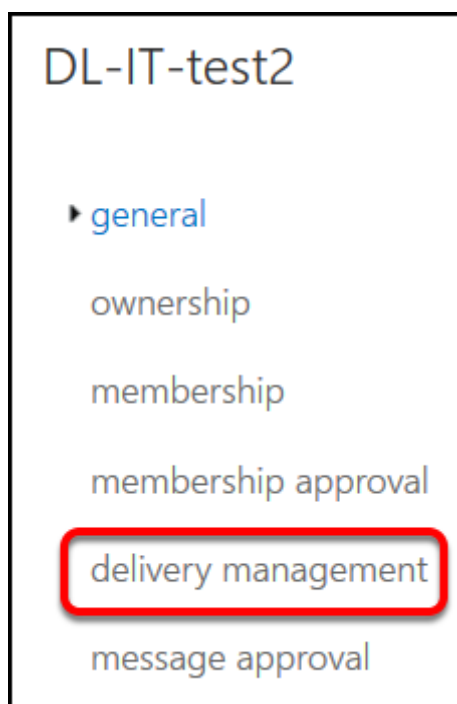 DL-IT-test2
general
ownership
membership
membership approval
delivery management
message approval